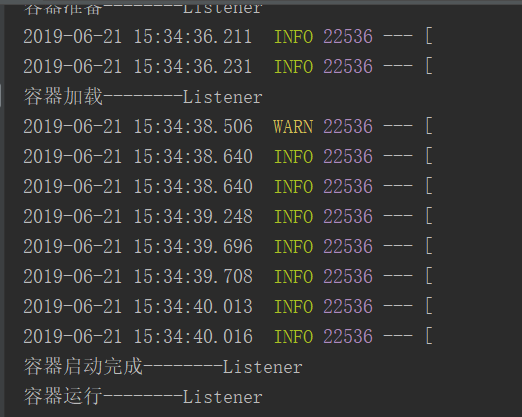 容器准备--------Listener
2019-06-21 15:34:36.211  INFO 22536 --- [
2019-06-21 15:34:36.231  INFO 22536 --- [
容器加载--------Listener
2019-06-21 15:34:38.506  WARN 22536 --- [
2019-06-21 15:34:38.640  INFO 22536 --- [
2019-06-21 15:34:38.640  INFO 22536 --- [
2019-06-21 15:34:39.248  INFO 22536 --- [
2019-06-21 15:34:39.696  INFO 22536 --- [
2019-06-21 15:34:39.708  INFO 22536 --- [
2019-06-21 15:34:40.013  INFO 22536 --- [
2019-06-21 15:34:40.016  INFO 22536 --- [
容器启动完成--------Listener
容器运行--------Listener